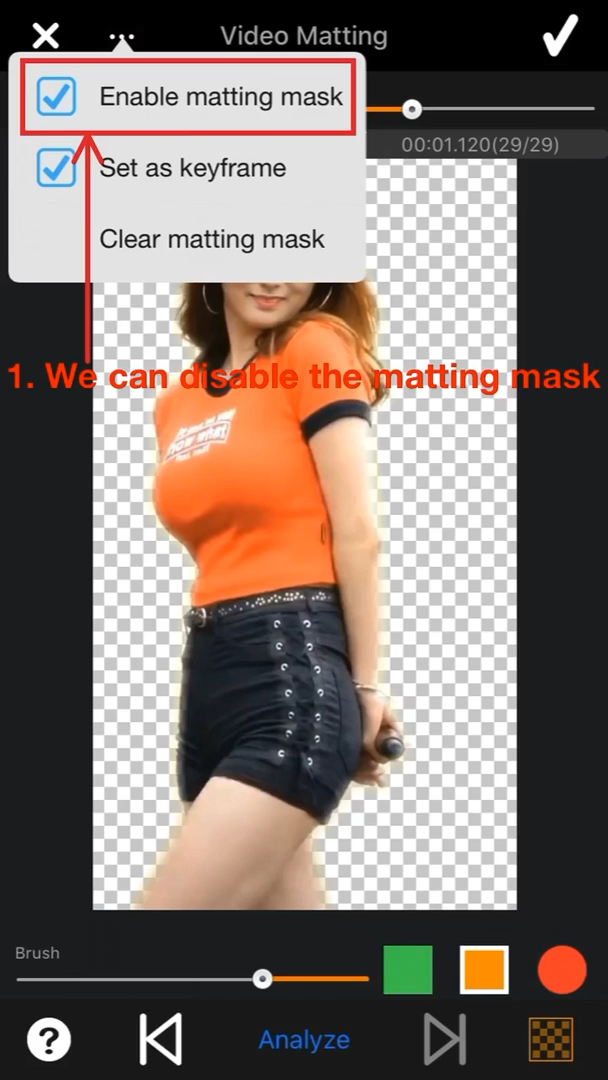 Video Matting
Enable matting mask
00:01.120(29/29)
Set as keyframe
Clear matting mask
1. We can disable the matting mask
Brush
?
Analyze